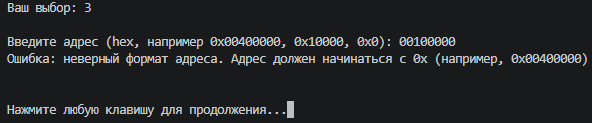 Ваш выбор: 3
Введите адрес (hex, например 0x00400000, 0x10000, 0x0): 00100000
Ошибка: неверный формат адреса. Адрес должен начинаться с 0x (например, 0x00400000)
Нажмите любую клавишу для продолжения...